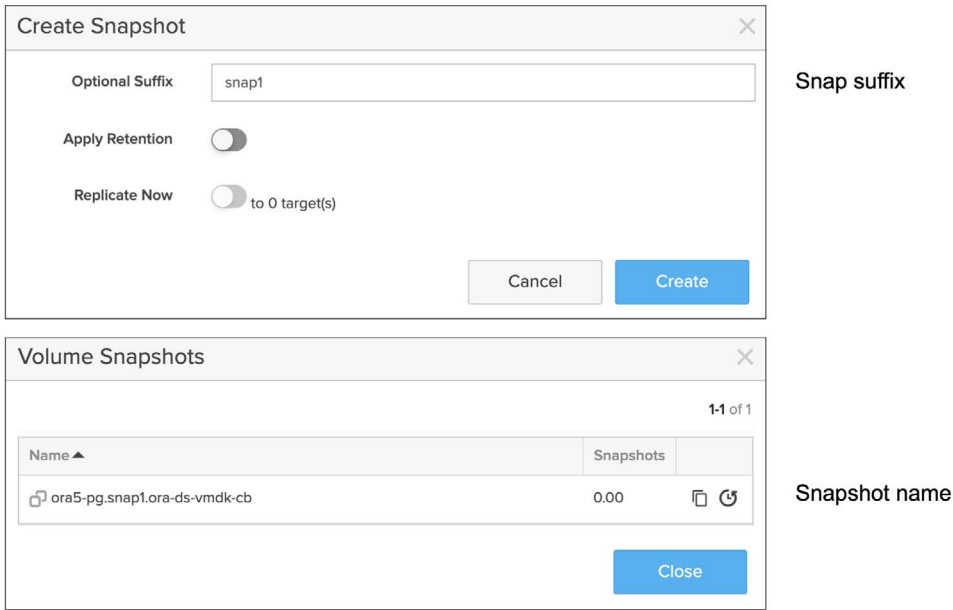 Create Snapshot
Optional Suffix snap1 Snap suffix
Apply Retention
Replicate Now to 0 target(s)
Cancel Create
Volume Snapshots
1-1 of 1
Name Snapshots
ora5-pg.snap1.ora-ds-vmdk-cb 0.00 Snapshot name
Close